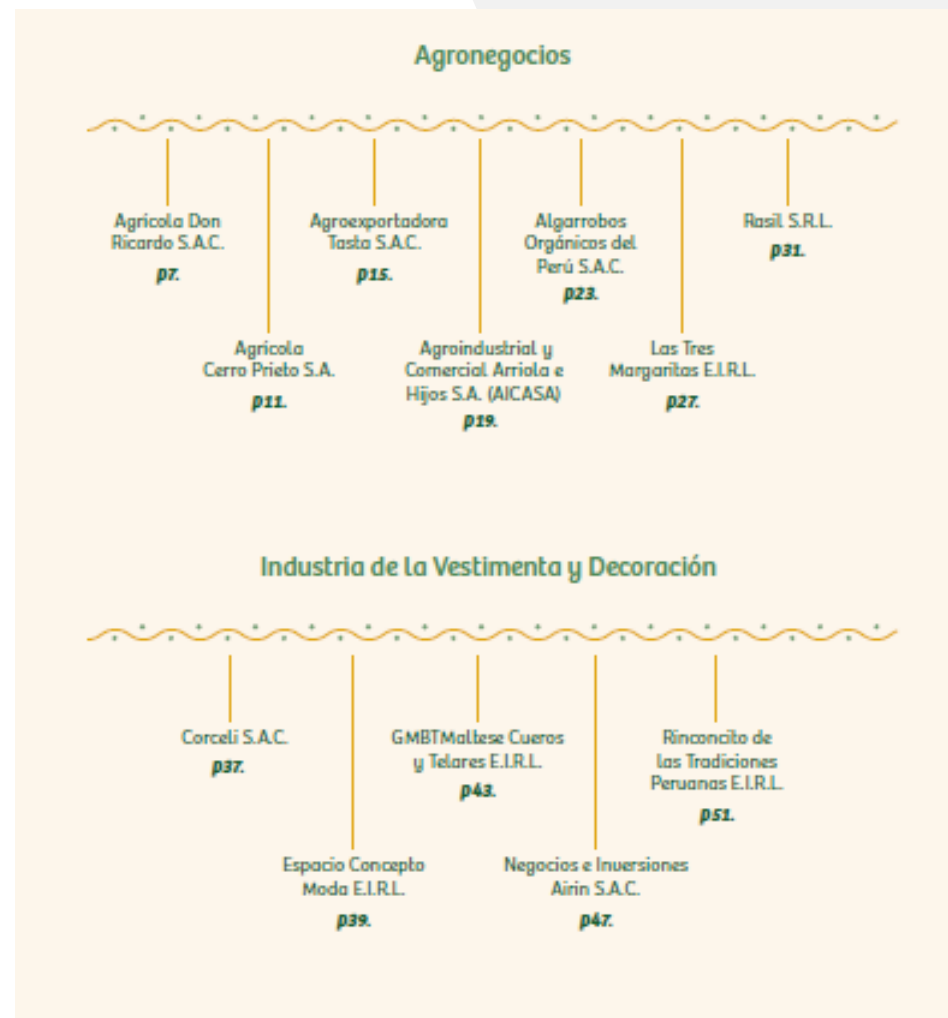 Agronegocios
Agricola Don
Ricardo S.A.C.
p7.
Agroexportadora
Tasta S.A.C.
p15.
Algarrobos
Orgánicos del
Perú S.A.C.
p23.
Rasil S.R.L.
p31.
Agricola
Cerro Prieto S.A.
p11.
Agroindustrial y
Comercial Arriola e
Hijos S.A. (AICASA)
p19.
Las Tres
Margaritas E.I.R.L.
p27.
Industria de la Vestimenta y Decoración
Corceli S.A.C.
p37.
GMBTMaltese Cueros
y Telares E.I.R.L.
p43.
Rinconcito de
las Tradiciones
Peruanas E.I.R.L.
p51.
Espacio Concepto
Moda E.I.R.L.
p39.
Negocios e Inversiones
Airin S.A.C.
p47.